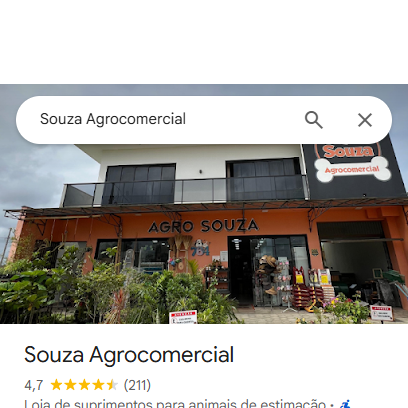 Souza Agrocomercial
Souza
Agrocomercial
AGRO SOUZA
Souza Agrocomercial
4,7 (211)
Loja de suprimentos para animais de estimação ·